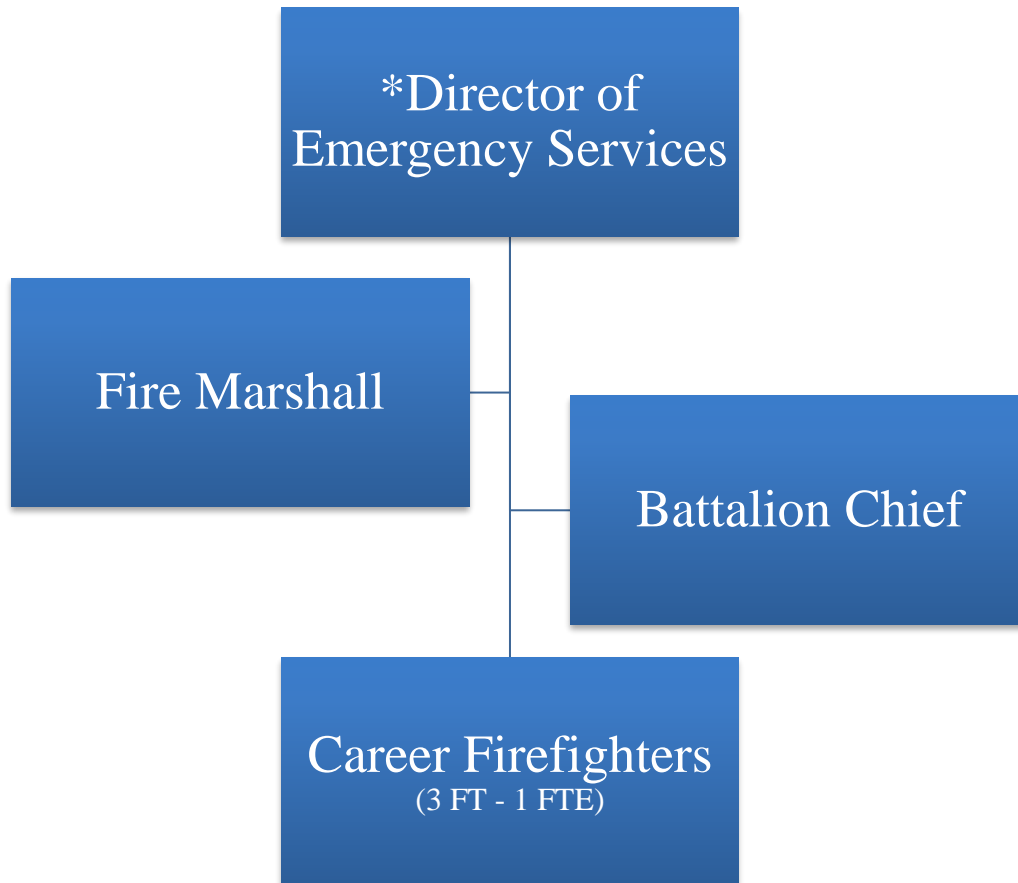 *Director of
Emergency Services
Fire Marshall
Battalion Chief
Career Firefighters
(3 FT - 1 FTE)